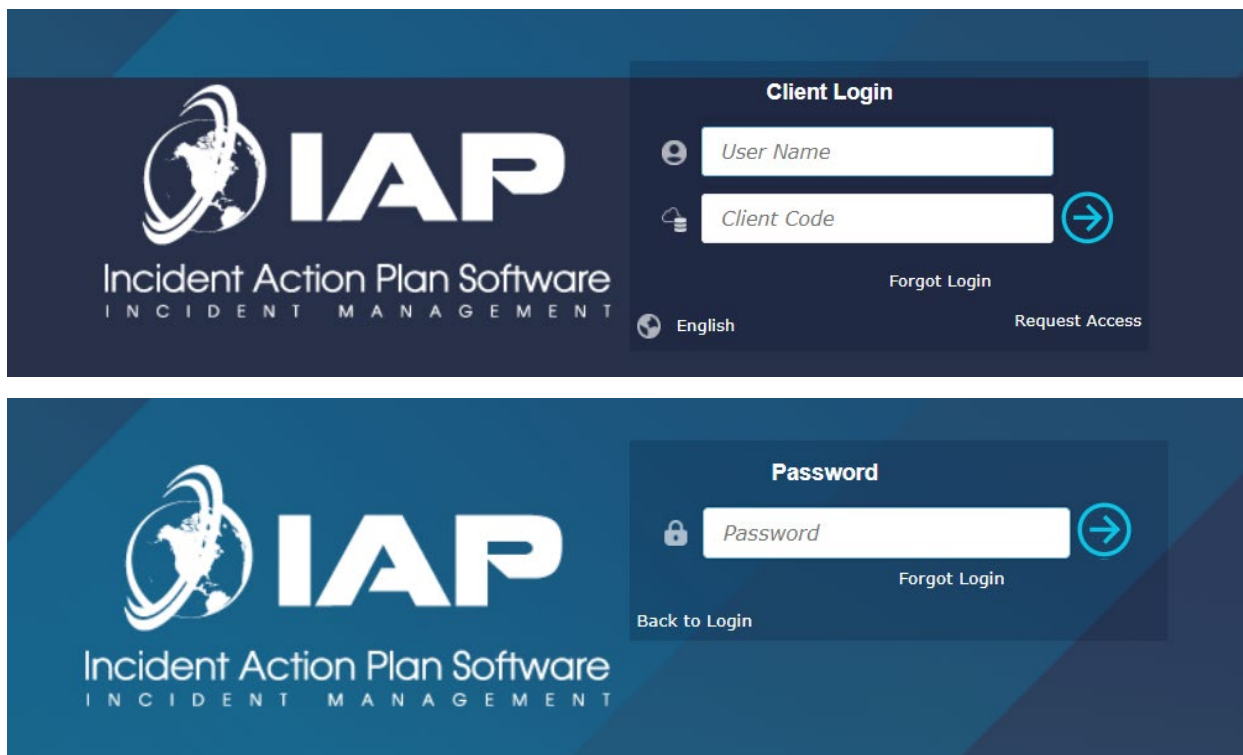 Client Login
IAP
User Name
Client Code
Incident Action Plan Software
INCIDENT MANAGEMENT
Forgot Login
English
Request Access
Password
IAP
Password
Forgot Login
Back to Login
Incident Action Plan Software
INCIDENT MANAGEMENT